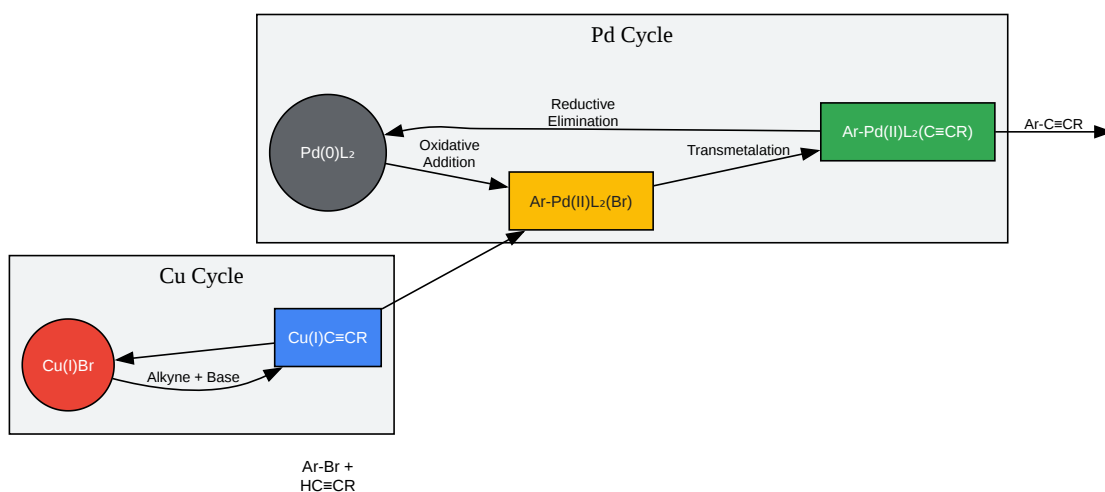 Pd Cycle
Reductive
Elimination
Ar-Pd(II)L₂(C≡CR)
Ar-C≡CR
Pd(0)L₂
Oxidative
Addition
Transmetalation
Ar-Pd(II)L₂(Br)
Cu Cycle
Cu(I)C≡CR
Cu(I)Br
Alkyne + Base
Ar-Br +
HC≡CR